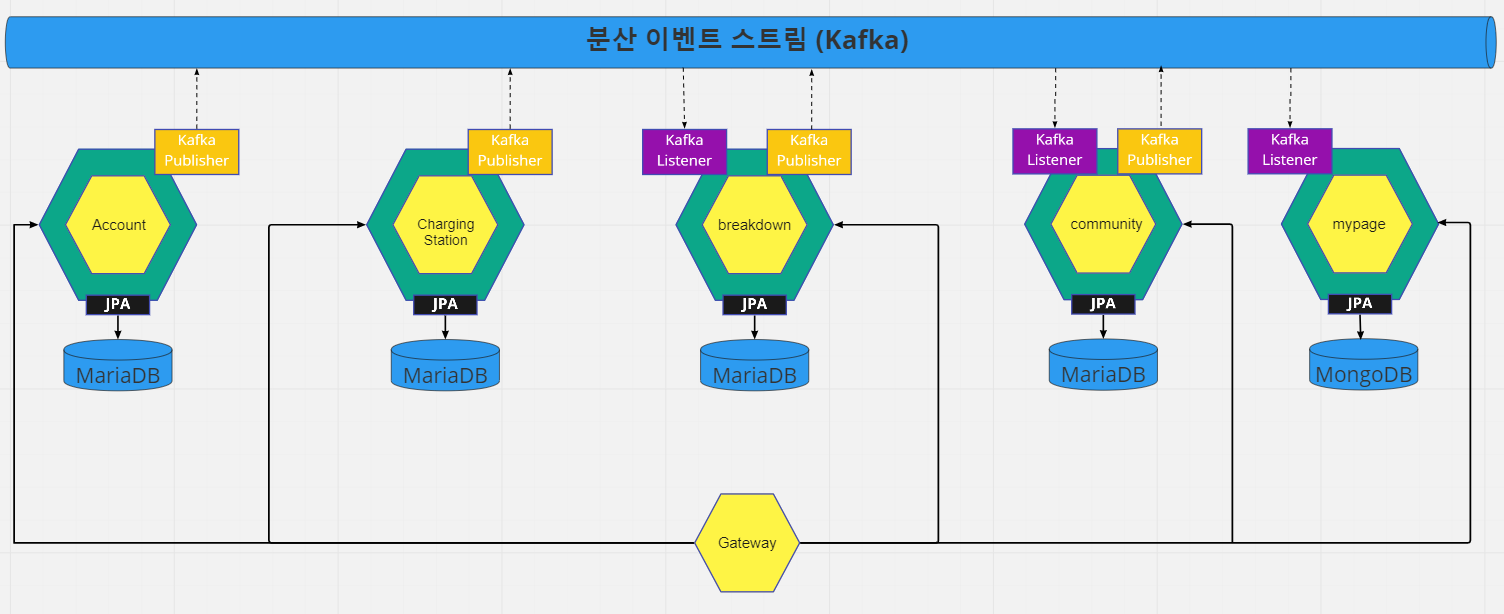 분산 이벤트 스트림 (Kafka)
Kafka
Publisher
Kafka
Publisher
Kafka
Listener
Kafka
Publisher
Kafka
Listener
Kafka
Publisher
Kafka
Listener
Account
Charging
Station
breakdown
community
mypage
JPA
JPA
JPA
JPA
JPA
MariaDB
MariaDB
MariaDB
MariaDB
MongoDB
Gateway